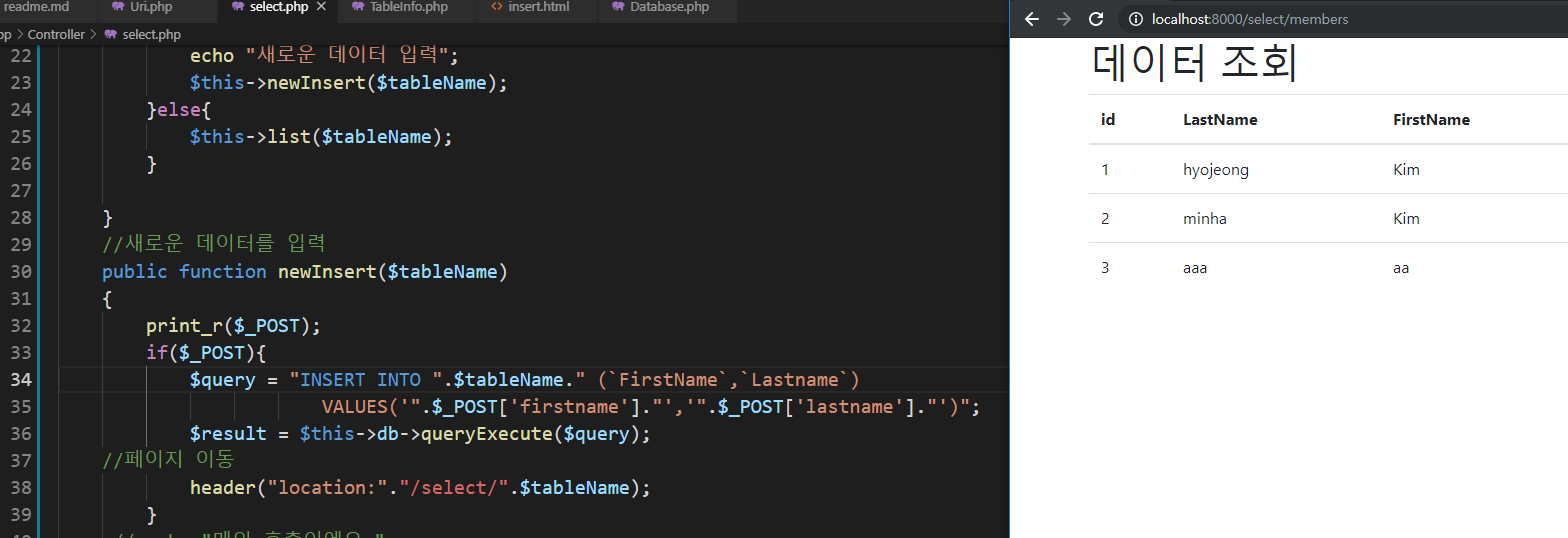 readme.md Uri.php select.php TableInfo.php insert.html Database.php
Controller > select.php
22 echo "새로운 데이터 입력";
23 $this->newInsert($tableName);
24 }else{
25 $this->list($tableName);
26 }
27
28 }
29 //새로운 데이터를 입력
30 public function newInsert($tableName)
31 {
32 print_r($_POST);
33 if($_POST){
34 $query = "INSERT INTO ".$tableName." (`FirstName`,`Lastname`)
35 VALUES('".$_POST['firstname']."','".$_POST['lastname']."')";
36 $result = $this->db->queryExecute($query);
37 //페이지 이동
38 header("location:"."/select/".$tableName);
39 }
localhost:8000/select/members
데이터 조회
id LastName FirstName
1 hyojeong Kim
2 minha Kim
3 aaa aa